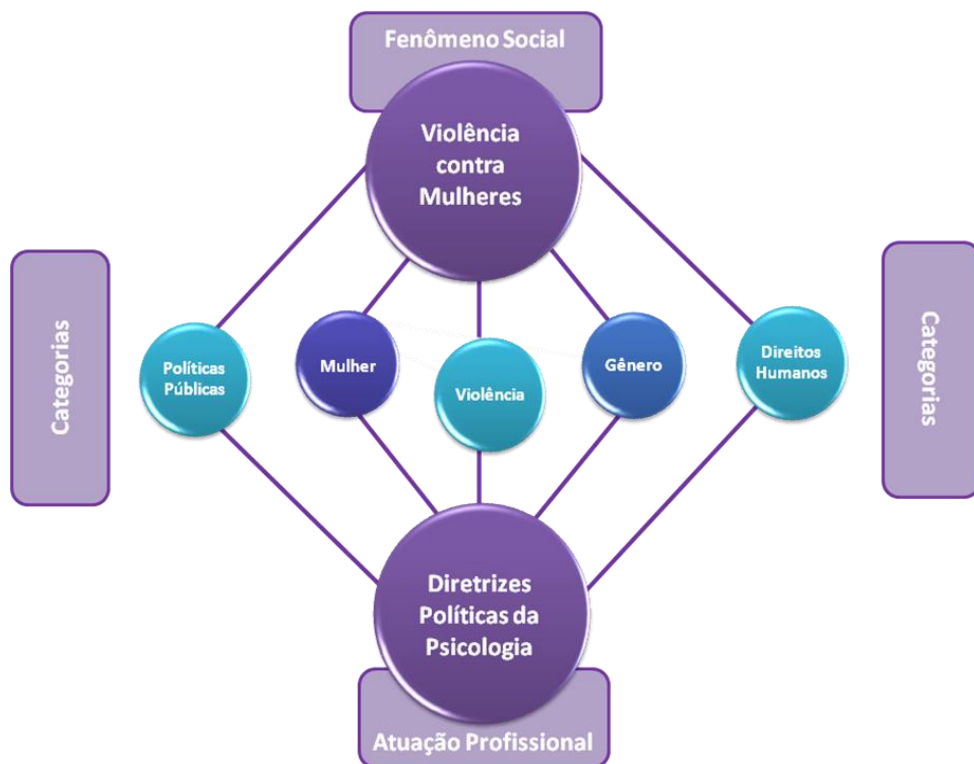 Fenômeno Social
Violência
contra
Mulheres
Categorias
Políticas
Públicas
Mulher
Violência
Gênero
Direitos
Humanos
Categorias
Diretrizes
Políticas da
Psicologia
Atuação Profissional